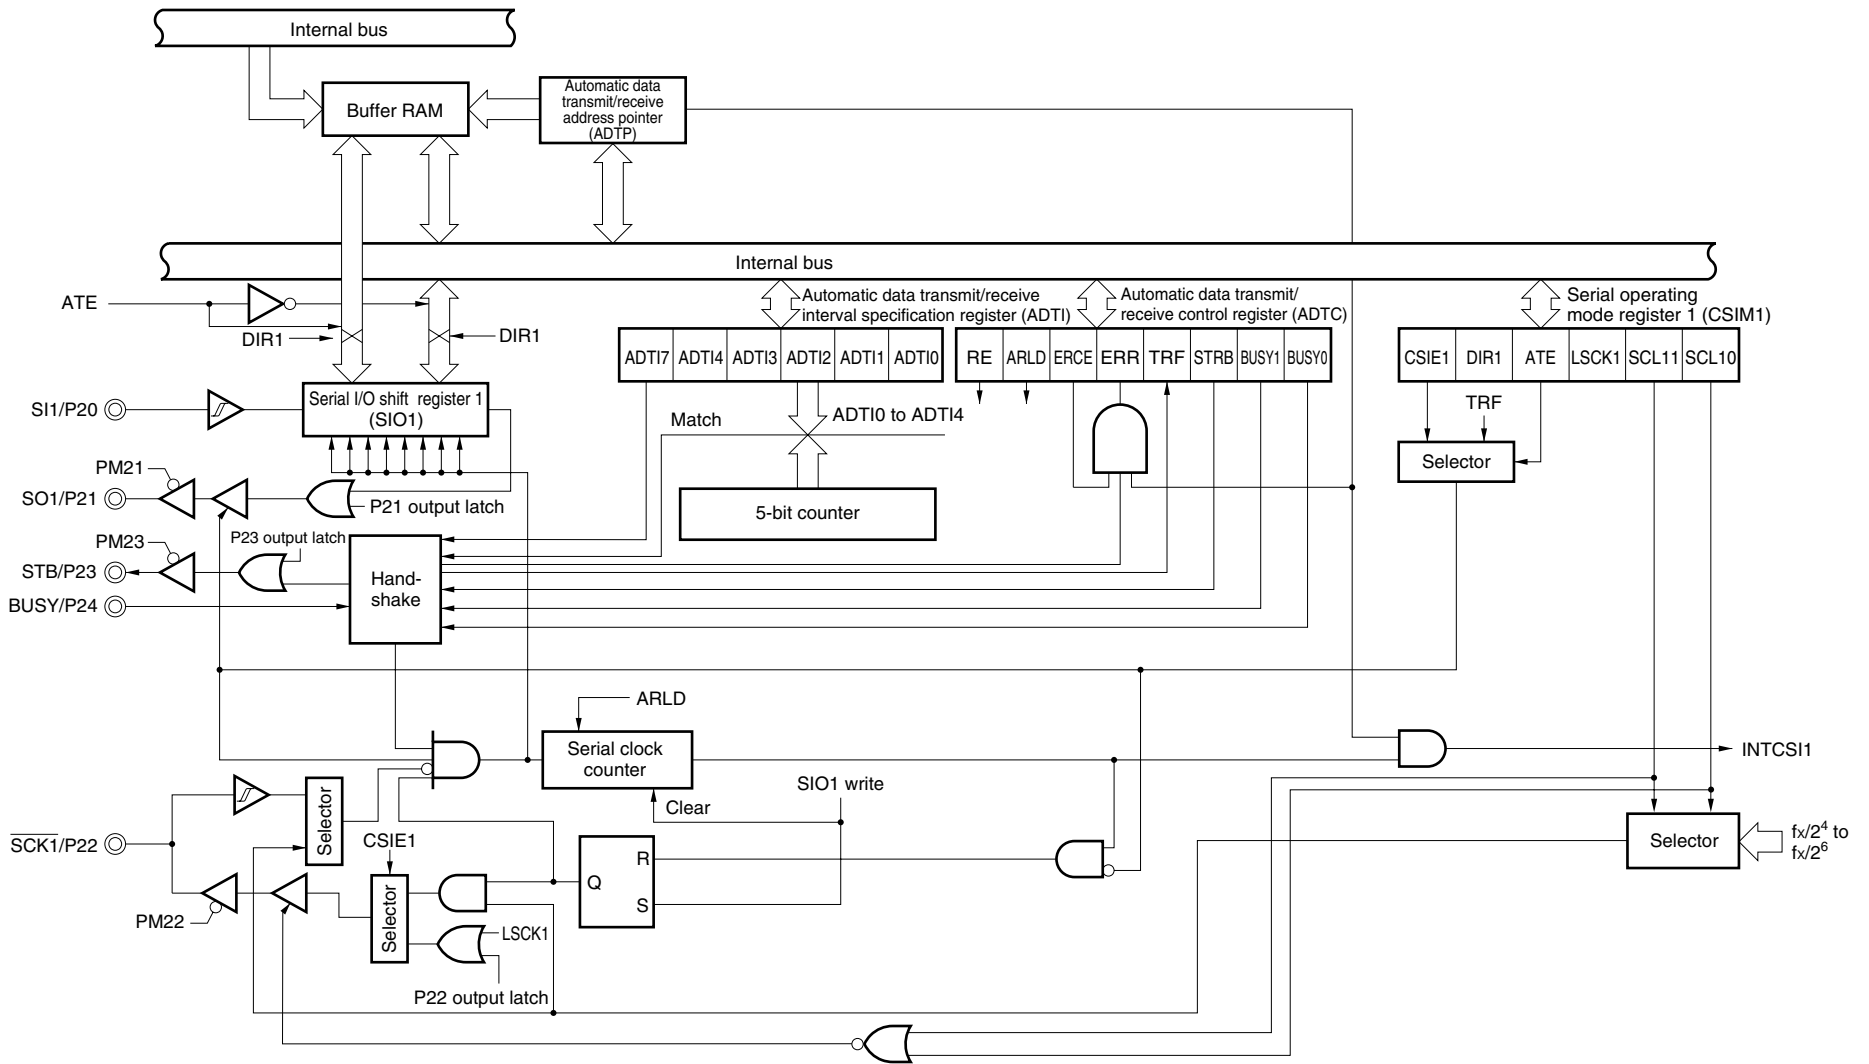 Internal bus
Buffer RAM
Automatic data
transmit/receive
address pointer
(ADTP)
Internal bus
ATE
DIR1
DIR1
Automatic data transmit/receive
interval specification register (ADTI)
Automatic data transmit/
receive control register (ADTC)
Serial operating
mode register 1 (CSIM1)
ADTI7 ADTI4 ADTI3 ADTI2 ADTI1 ADTI0
RE ARLD ERCE ERR TRF STRB BUSY1 BUSY0
CSIE1 DIR1 ATE LSCK1 SCL11 SCL10
SI1/P20
Serial I/O shift register 1
(SIO1)
Match
ADTI0 to ADTI4
TRF
Selector
PM21
SO1/P21
P21 output latch
5-bit counter
PM23
P23 output latch
STB/P23
BUSY/P24
Hand-
shake
ARLD
Serial clock
counter
INTCSI1
SIO1 write
Clear
Selector
SCK1/P22
CSIE1
R
Q
S
Selector
fx/2⁴ to
fx/2⁶
PM22
Selector
LSCK1
P22 output latch